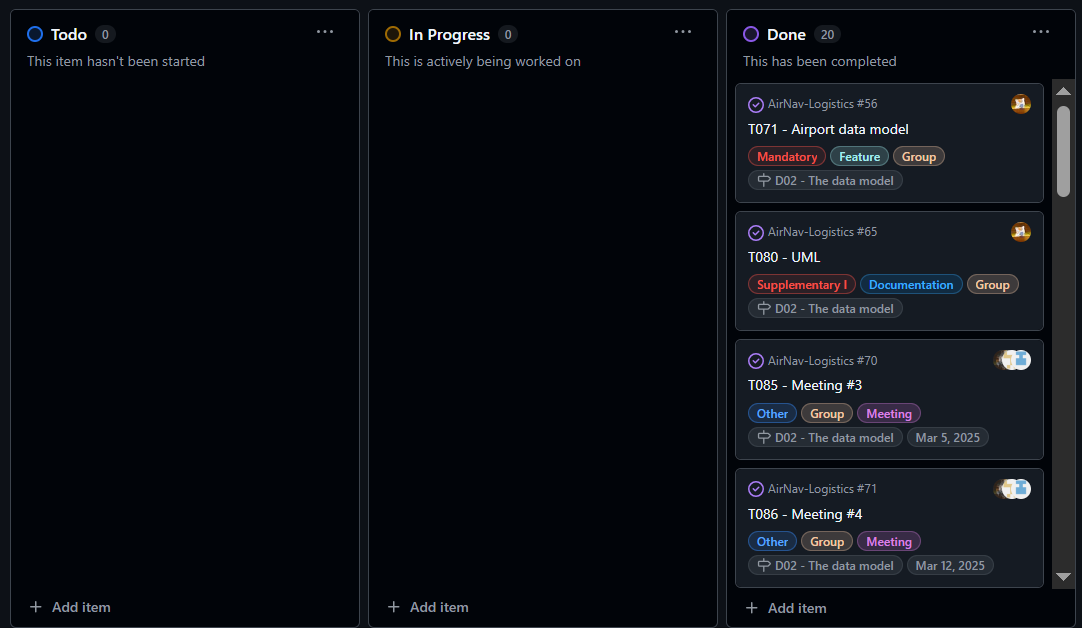 Todo 0
This item hasn't been started
Add item
In Progress 0
This is actively being worked on
Add item
Done 20
This has been completed
AirNav-Logistics #56
T071 - Airport data model
Mandatory Feature Group
D02 - The data model
AirNav-Logistics #65
T080 - UML
Supplementary I Documentation Group
D02 - The data model
AirNav-Logistics #70
T085 - Meeting #3
Other Group Meeting
D02 - The data model Mar 5, 2025
AirNav-Logistics #71
T086 - Meeting #4
Other Group Meeting
D02 - The data model Mar 12, 2025
Add item